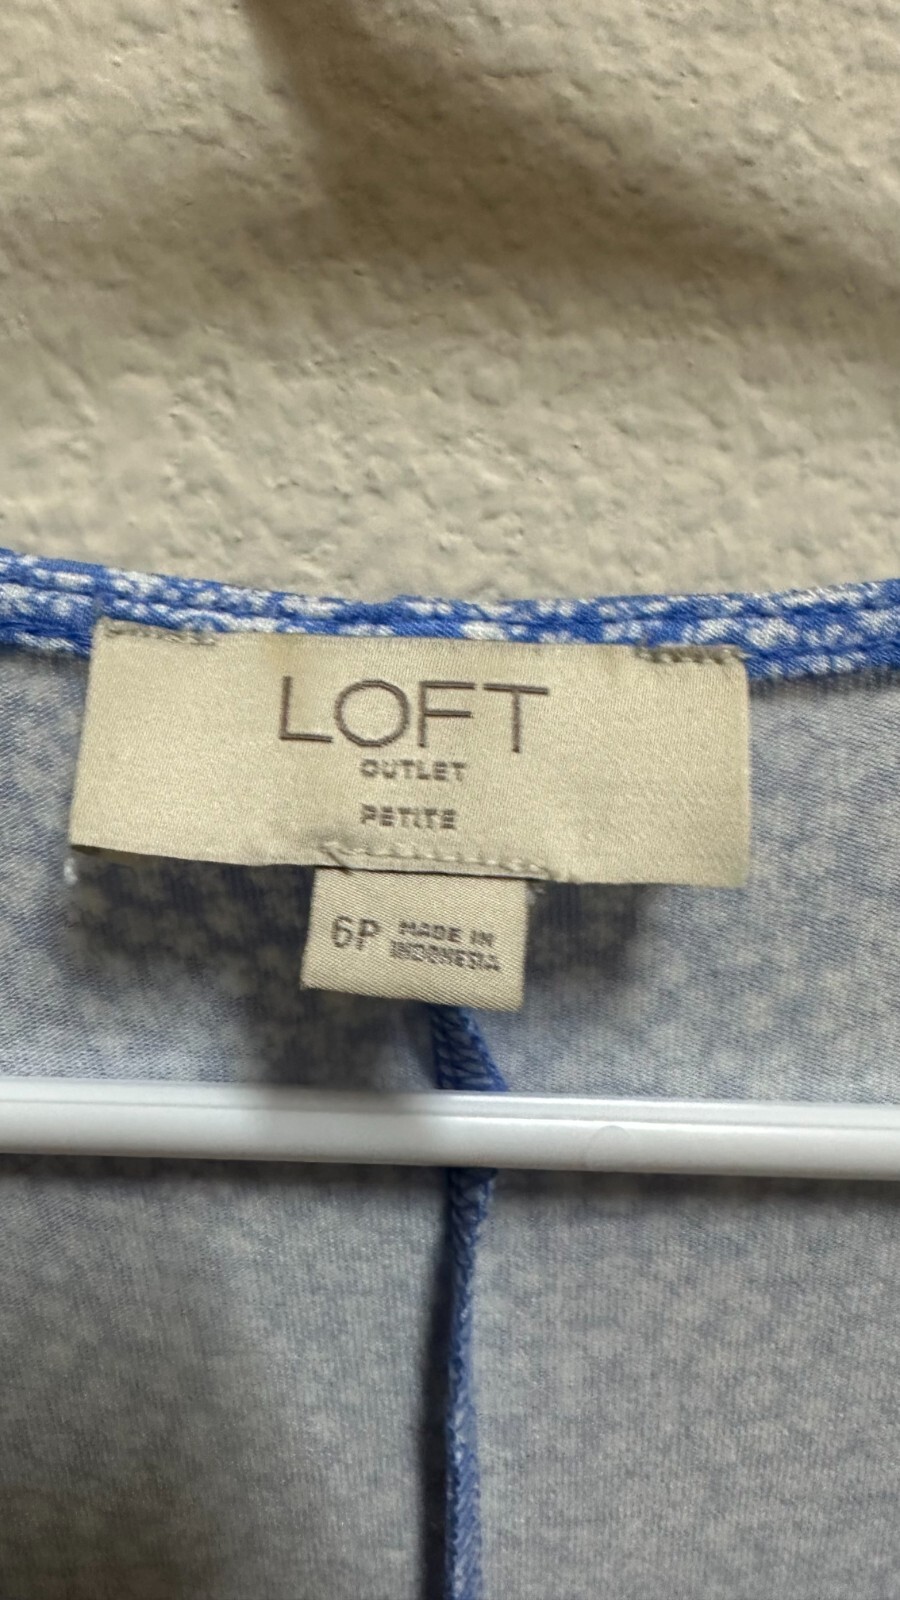 LOFT
OUTLET
PETITE
6P MADE IN
INDONESIA